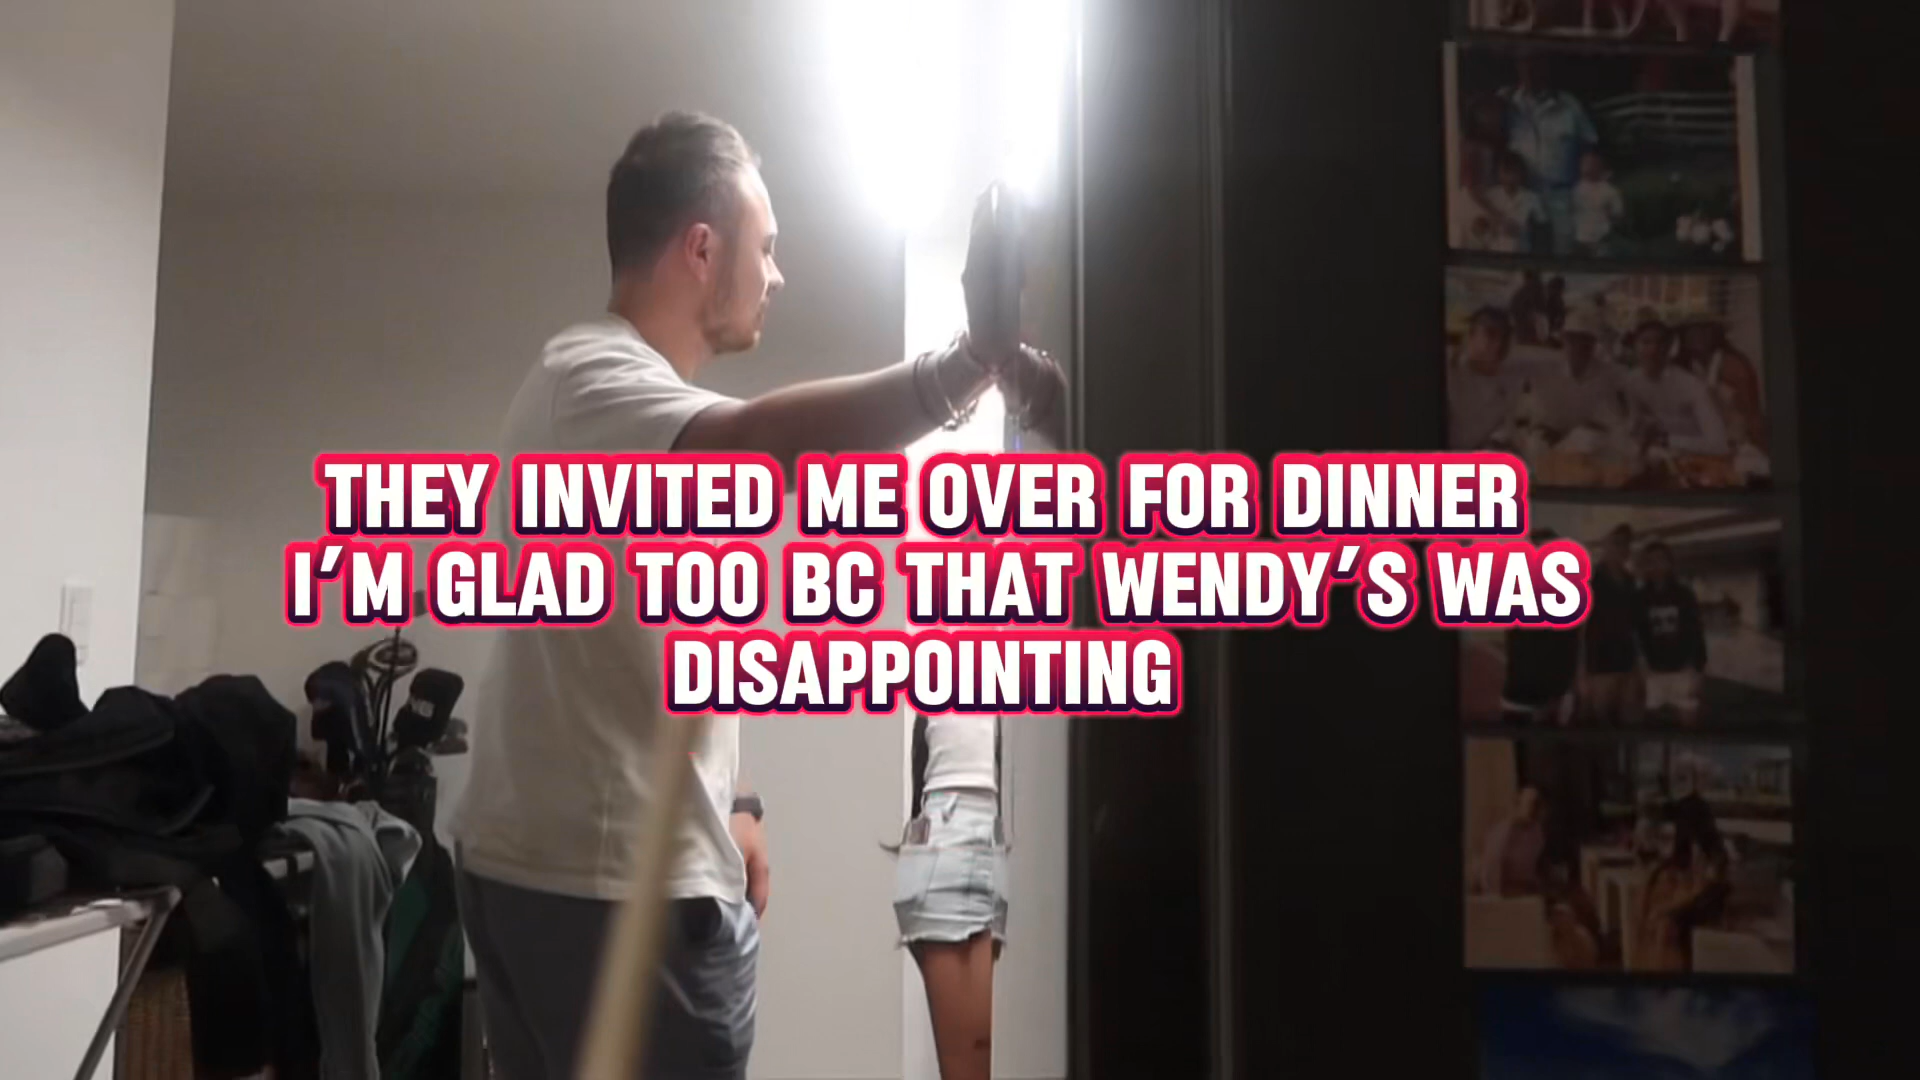 THEY INVITED ME OVER FOR DINNER
I'M GLAD TOO BC THAT WENDY'S WAS
DISAPPOINTING